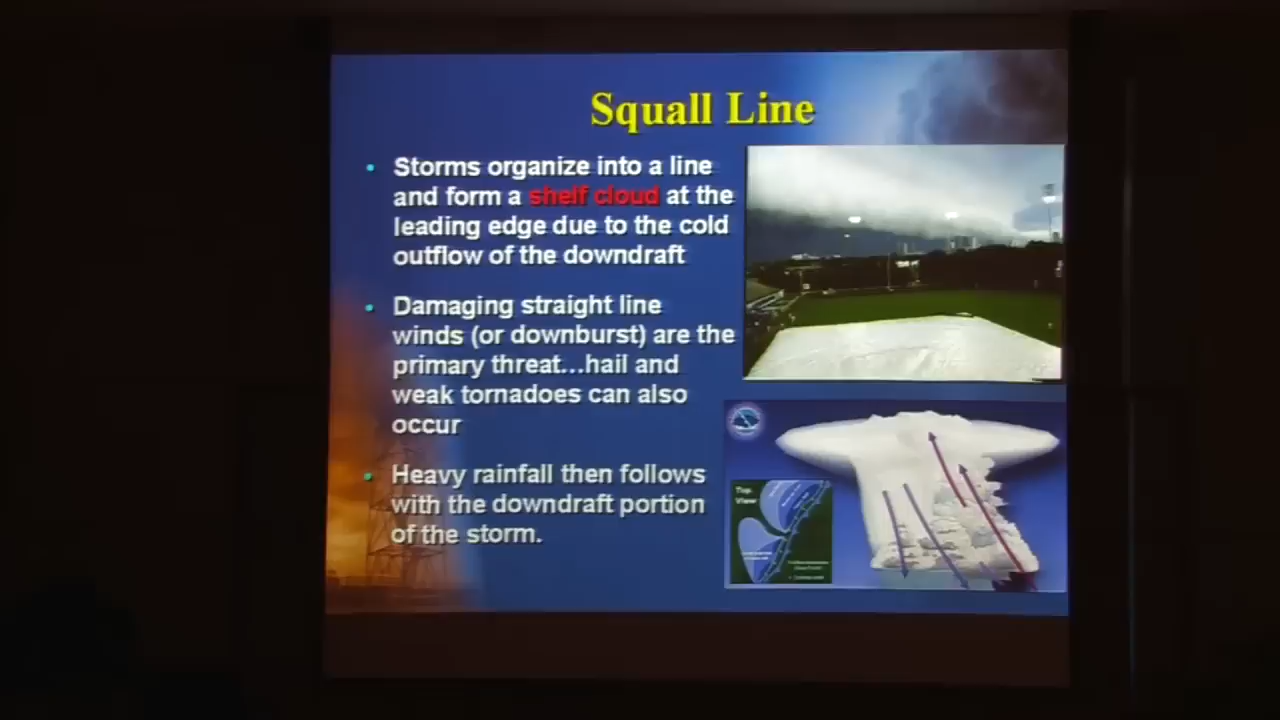 Squall Line
• Storms organize into a line
and form a shelf cloud at the
leading edge due to the cold
outflow of the downdraft
• Damaging straight line
winds (or downburst) are the
primary threat...hail and
weak tornadoes can also
occur
• Heavy rainfall then follows
with the downdraft portion
of the storm.
Top
View